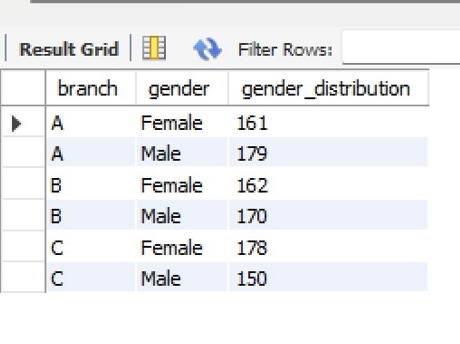 Result Grid Filter Rows:
branch gender gender_distribution
A Female 161
A Male 179
B Female 162
B Male 170
C Female 178
C Male 150